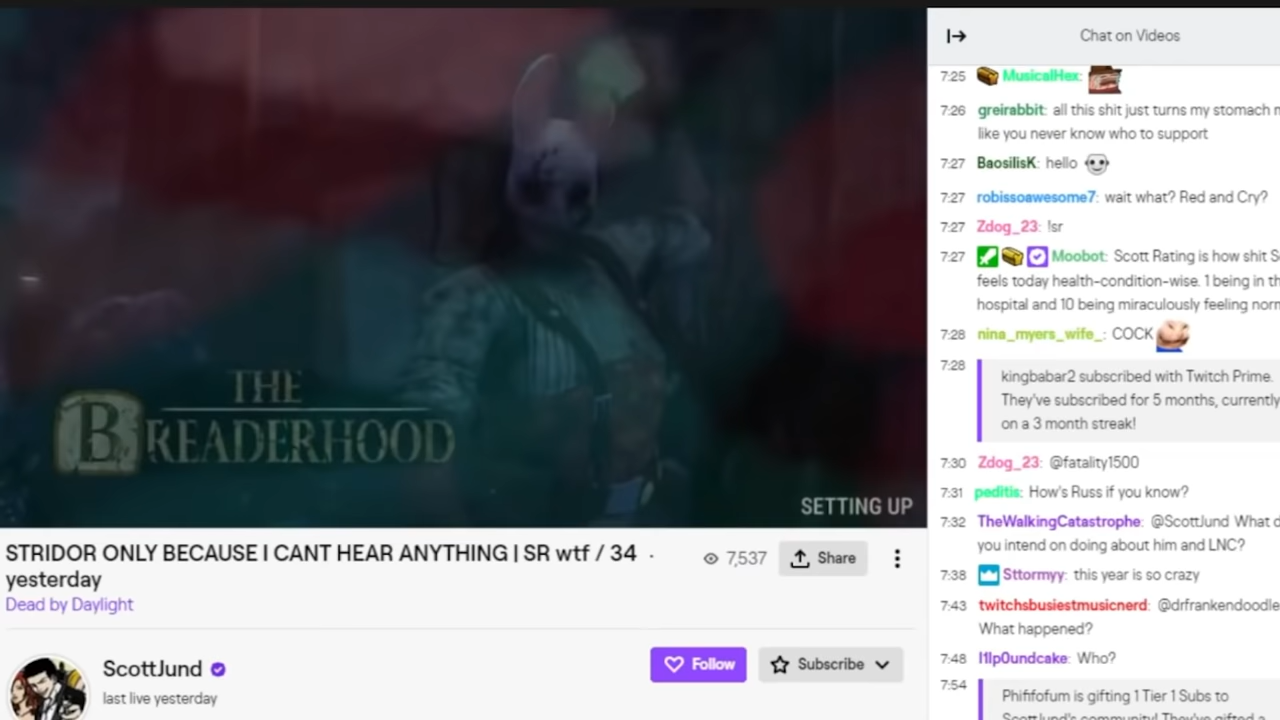 THE
BREADERHOOD
SETTING UP
STRIDOR ONLY BECAUSE I CANT HEAR ANYTHING | SR wtf / 34 ·
yesterday
Dead by Daylight
7,537
Share
ScottJund
last live yesterday
Follow
Subscribe
Chat on Videos
7:25 MusicalHex:
7:26 greirabbit: all this shit just turns my stomach
like you never know who to support
7:27 BaosilisK: hello
7:27 robissoawesome7: wait what? Red and Cry?
7:27 Zdog_23: !sr
7:27 Moobot: Scott Rating is how shit
feels today health-condition-wise. 1 being in
hospital and 10 being miraculously feeling
7:28 nina_myers_wife_: COCK
7:28 kingbabar2 subscribed with Twitch Prime.
They've subscribed for 5 months, currently
on a 3 month streak!
7:30 Zdog_23: @fatality1500
7:31 peditis: How's Russ if you know?
7:32 TheWalkingCatastrophe: @ScottJund What
you intend on doing about him and LNC?
7:38 Sttormyy: this year is so crazy
7:43 twitchsbusiestmusicnerd: @drfrankendoodle
What happened?
7:48 l1lp0undcake: Who?
7:54 Phififofum is gifting 1 Tier 1 Subs to
ScottJund's community! They've gifted a